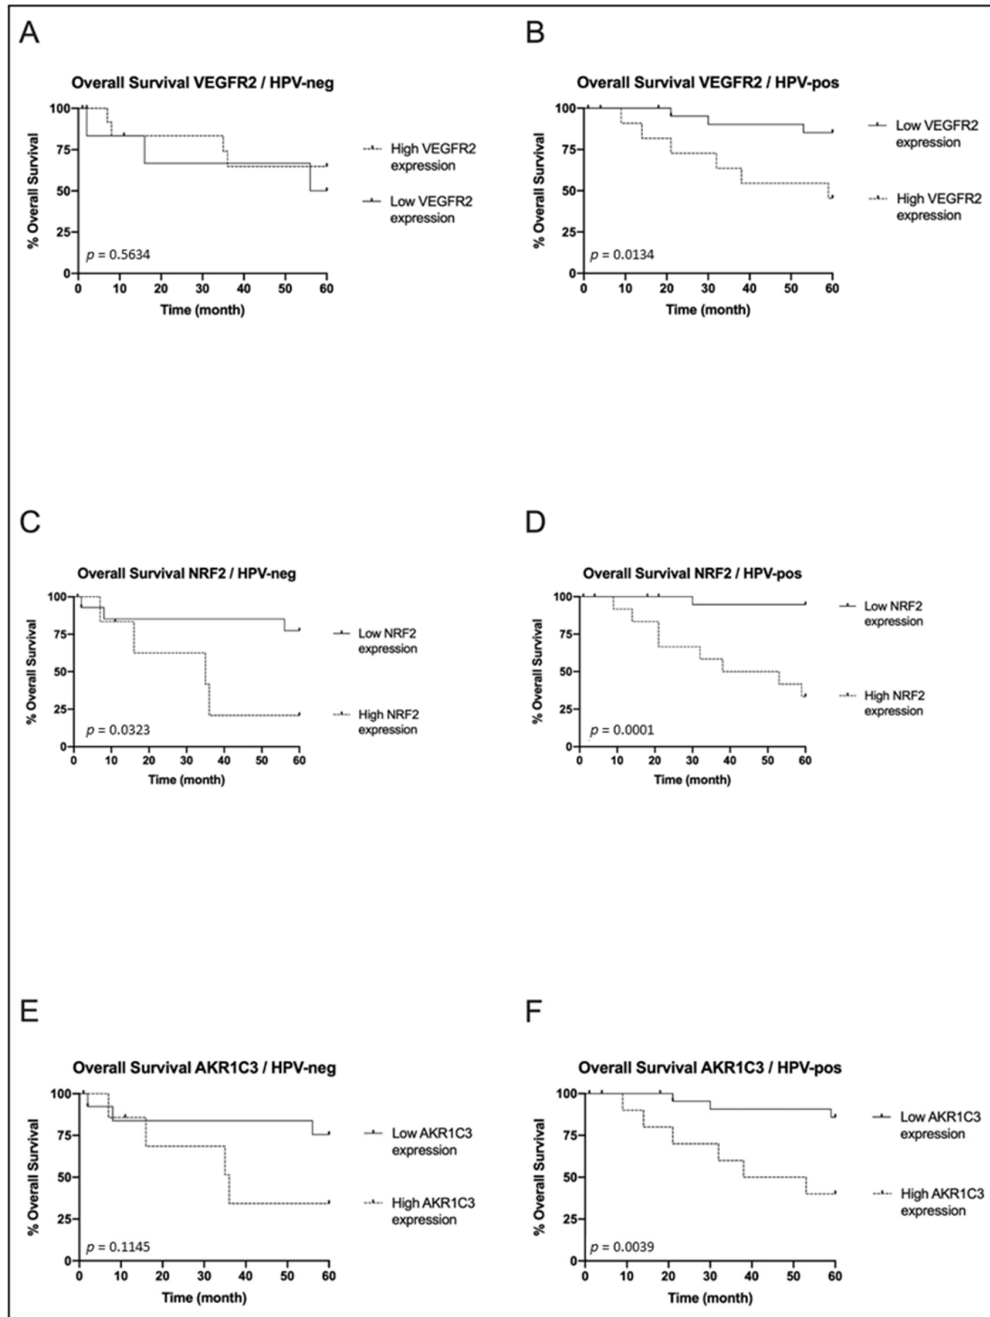 A
Overall Survival VEGFR2 / HPV-neg
% Overall Survival
100
75
50
25
0
0 10 20 30 40 50 60
Time (month)
p = 0.5634
High VEGFR2
expression
Low VEGFR2
expression
B
Overall Survival VEGFR2 / HPV-pos
% Overall Survival
100
75
50
25
0
0 10 20 30 40 50 60
Time (month)
p = 0.0134
Low VEGFR2
expression
High VEGFR2
expression
C
Overall Survival NRF2 / HPV-neg
% Overall Survival
100
75
50
25
0
0 10 20 30 40 50 60
Time (month)
p = 0.0323
Low NRF2
expression
High NRF2
expression
D
Overall Survival NRF2 / HPV-pos
% Overall Survival
100
75
50
25
0
0 10 20 30 40 50 60
Time (month)
p = 0.0001
Low NRF2
expression
High NRF2
expression
E
Overall Survival AKR1C3 / HPV-neg
% Overall Survival
100
75
50
25
0
0 10 20 30 40 50 60
Time (month)
p = 0.1145
Low AKR1C3
expression
High AKR1C3
expression
F
Overall Survival AKR1C3 / HPV-pos
% Overall Survival
100
75
50
25
0
0 10 20 30 40 50 60
Time (month)
p = 0.0039
Low AKR1C3
expression
High AKR1C3
expression